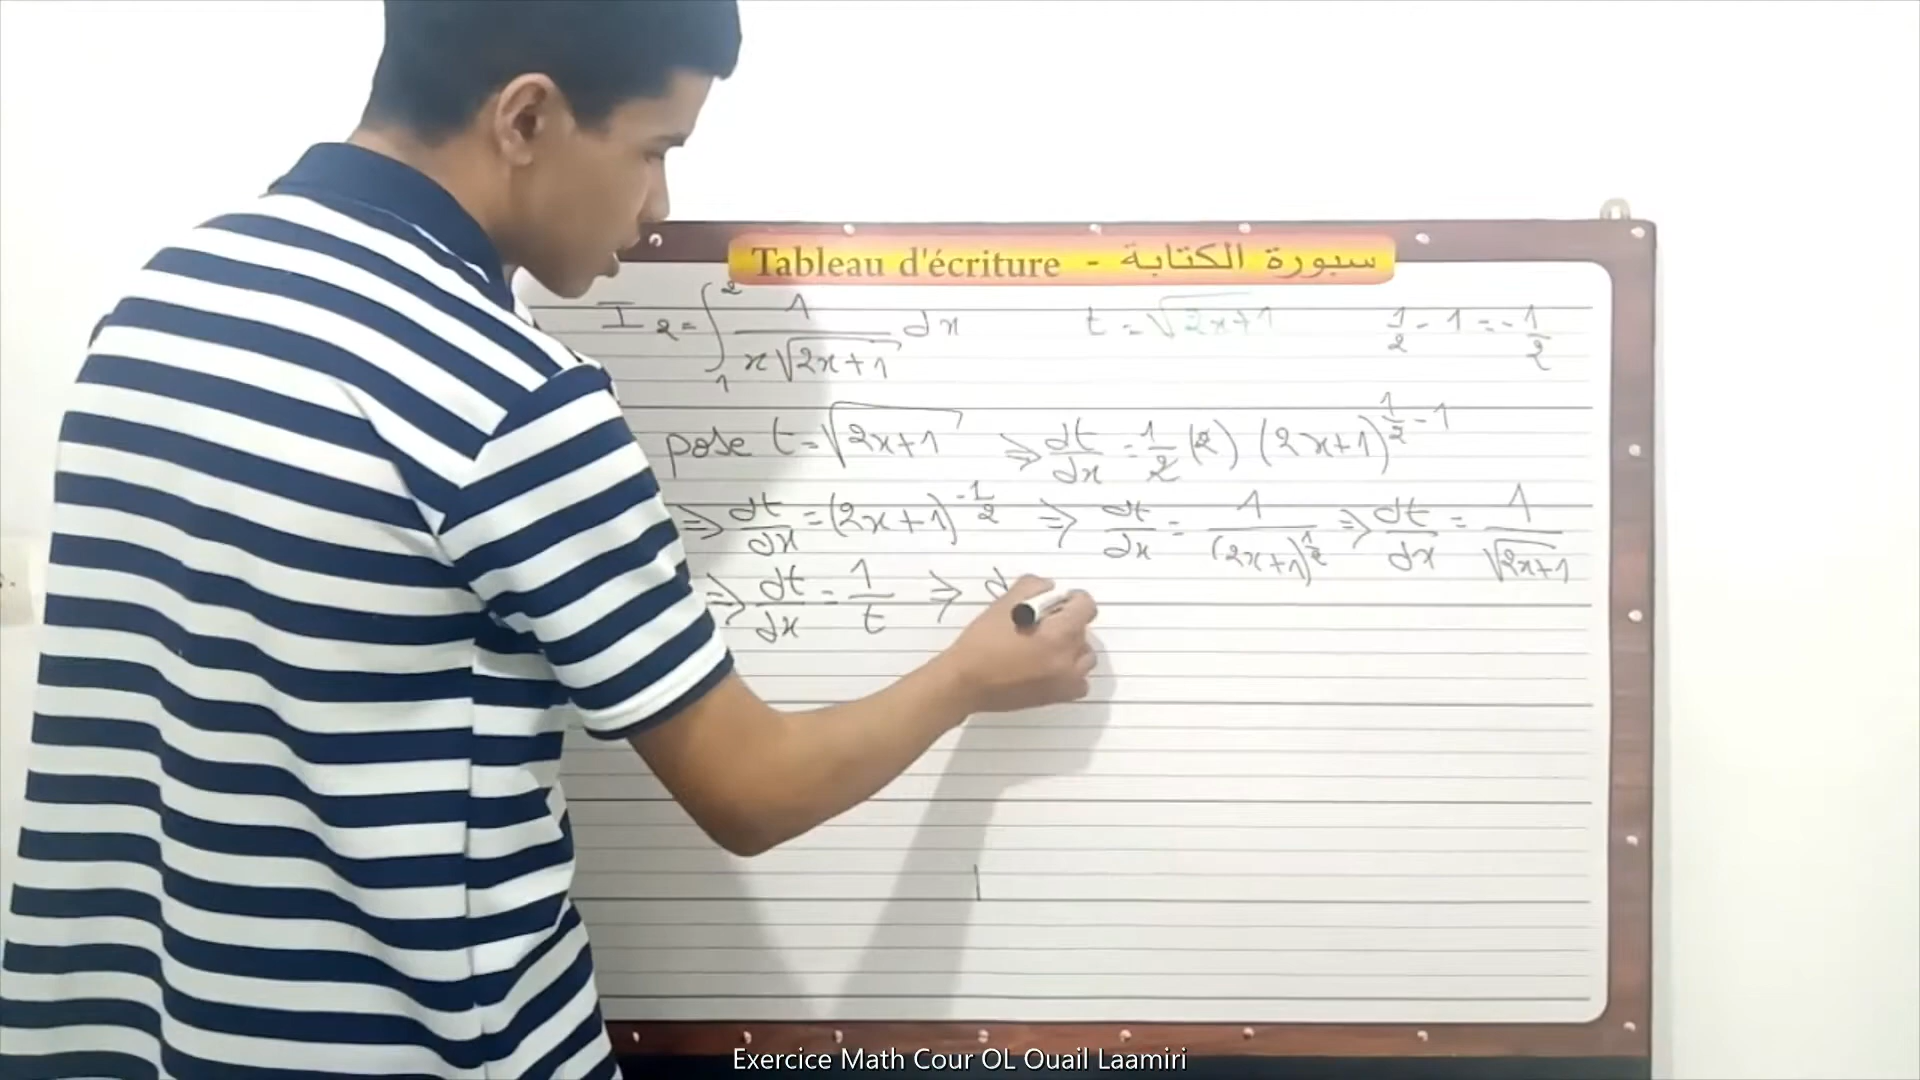 Tableau d'écriture - سبورة الكتابة
I₂ = ∫₁² 1/(x√(2x+1)) dx    t = √(2x+1)    1/2 - 1 = -1/2
pose t = √(2x+1) ⇒ dt/dx = 1/2 (2) (2x+1)^(1/2 - 1)
⇒ dt/dx = (2x+1)^(-1/2) ⇒ dt/dx = 1/(2x+1)^(1/2) ⇒ dt/dx = 1/√(2x+1)
⇒ dt/dx = 1/t ⇒ d
Exercice Math Cour OL Ouail Laamiri